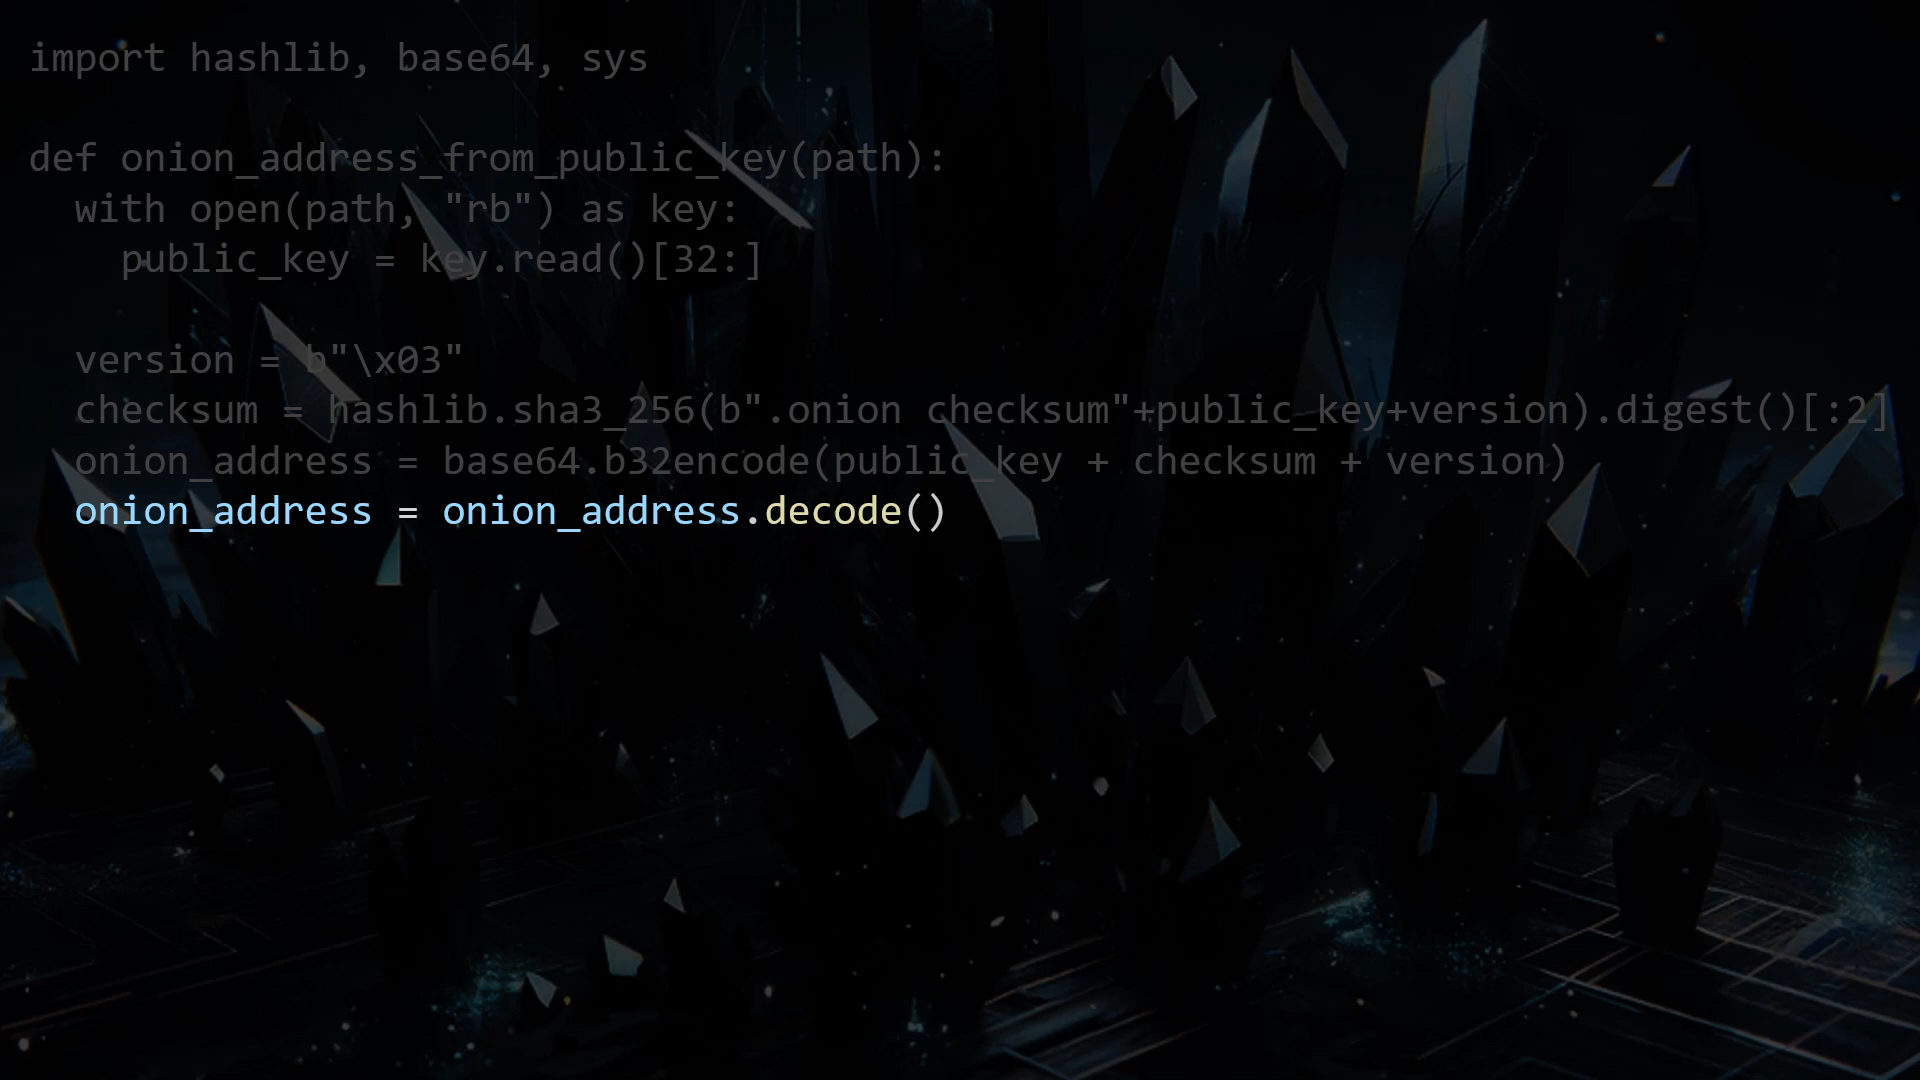 import hashlib, base64, sys
def onion_address_from_public_key(path):
with open(path, "rb") as key:
public_key = key.read()[32:]
version = b"\x03"
checksum = hashlib.sha3_256(b".onion checksum"+public_key+version).digest()[:2]
onion_address = base64.b32encode(public_key + checksum + version)
onion_address = onion_address.decode()